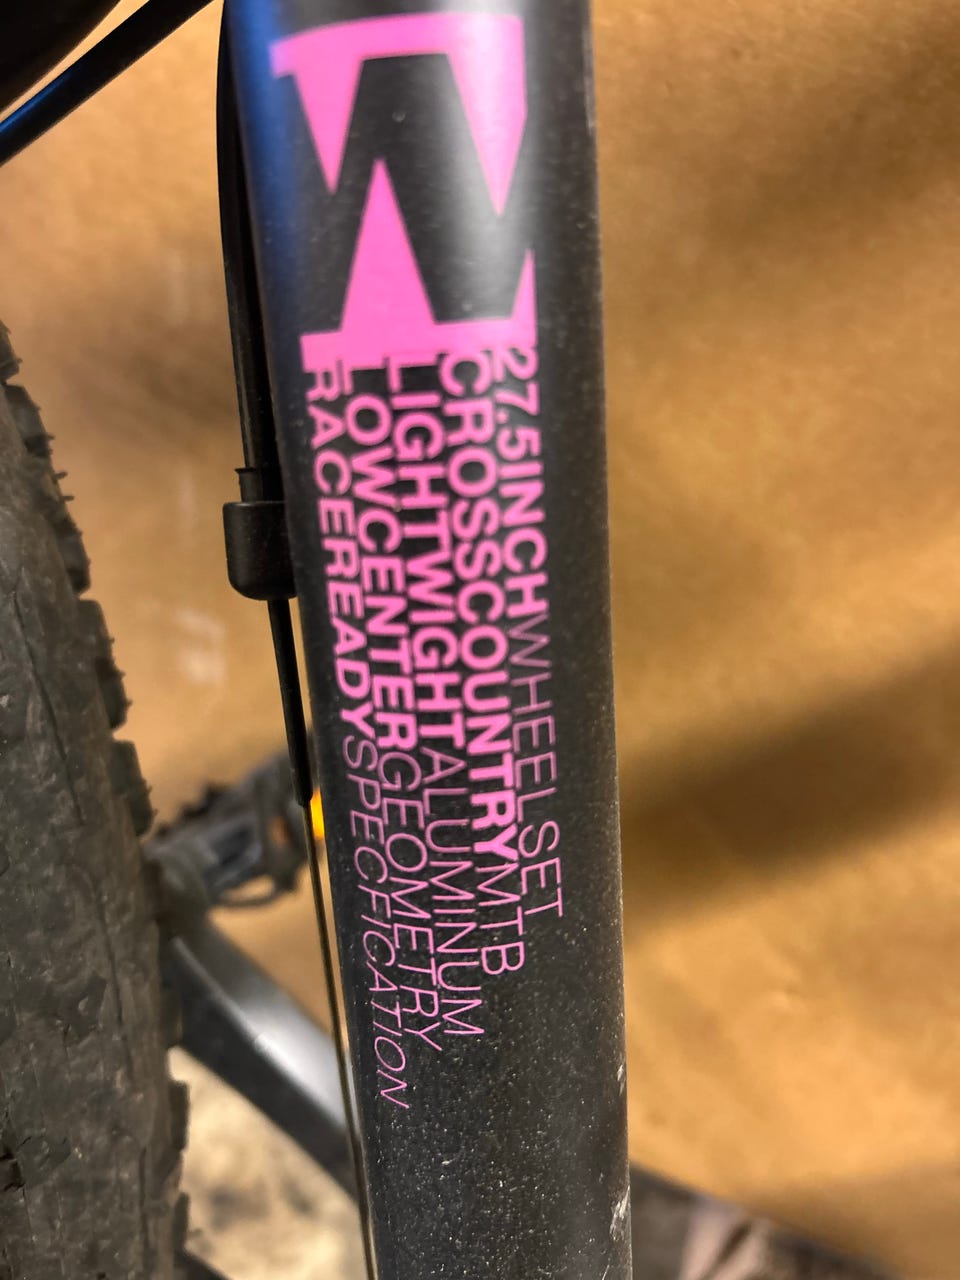 W
27.5INCHWHEELSET
CROSSCOUNTRYMTB
LIGHTWIGHTALUMINUM
LOWCENTERGEOMETRY
RACEREADYSPECFICATION